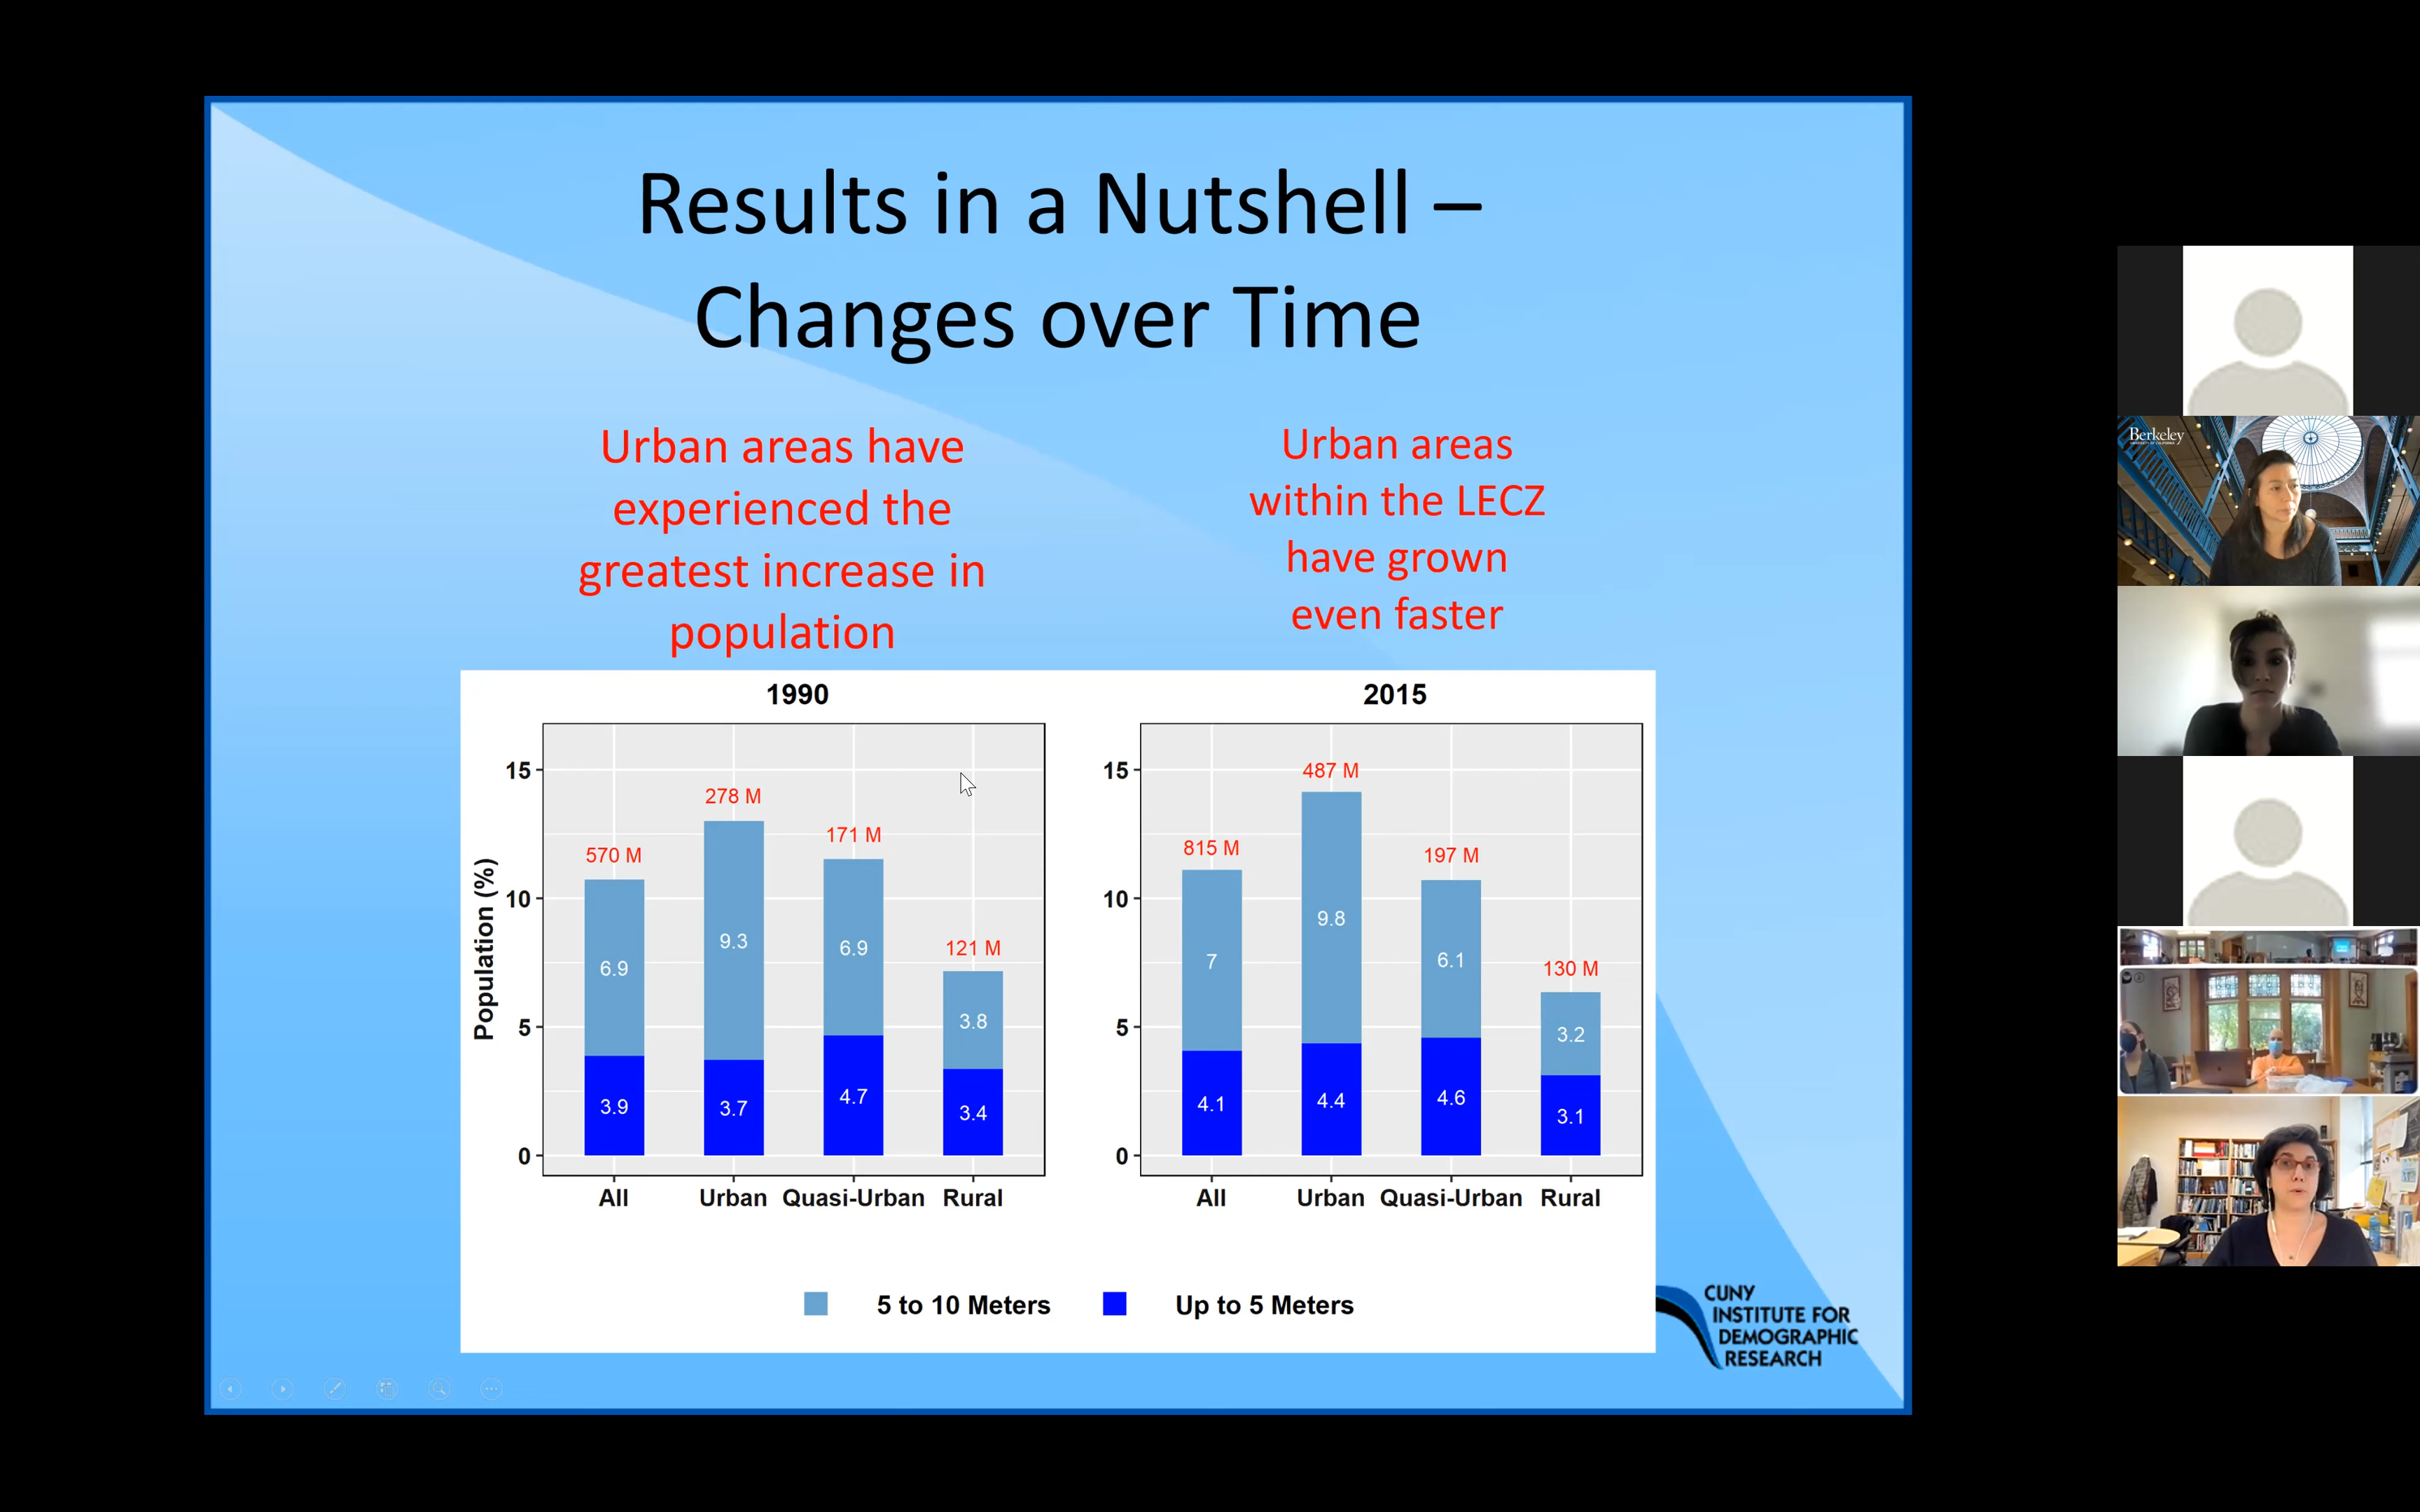 Results in a Nutshell –
Changes over Time
Urban areas have
experienced the
greatest increase in
population
Urban areas
within the LECZ
have grown
even faster
1990
Population (%)
15
10
5
0
570 M
278 M
171 M
121 M
6.9
9.3
6.9
3.8
3.9
3.7
4.7
3.4
All Urban Quasi-Urban Rural
2015
15
10
5
0
815 M
487 M
197 M
130 M
7
9.8
6.1
3.2
4.1
4.4
4.6
3.1
All Urban Quasi-Urban Rural
5 to 10 Meters Up to 5 Meters
CUNY
INSTITUTE FOR
DEMOGRAPHIC
RESEARCH
Berkeley